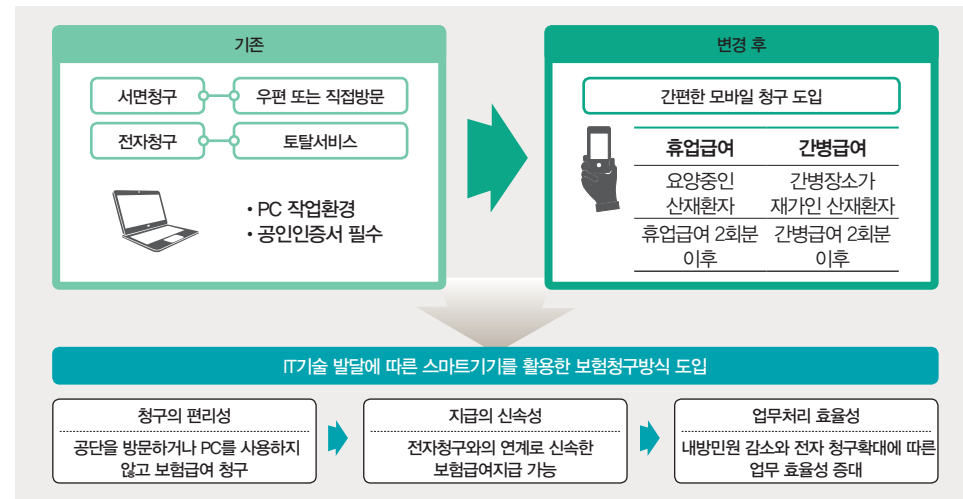 기존
서면청구 우편 또는 직접방문
전자청구 토탈서비스
• PC 작업환경
• 공인인증서 필수
변경 후
간편한 모바일 청구 도입
휴업급여 간병급여
요양중인 간병장소가
산재환자 재가인 산재환자
휴업급여 2회분 간병급여 2회분
이후 이후
IT기술 발달에 따른 스마트기기를 활용한 보험청구방식 도입
청구의 편리성
공단을 방문하거나 PC를 사용하지
않고 보험급여 청구
지급의 신속성
전자청구와의 연계로 신속한
보험급여지급 가능
업무처리 효율성
내방민원 감소와 전자 청구확대에 따른
업무 효율성 증대